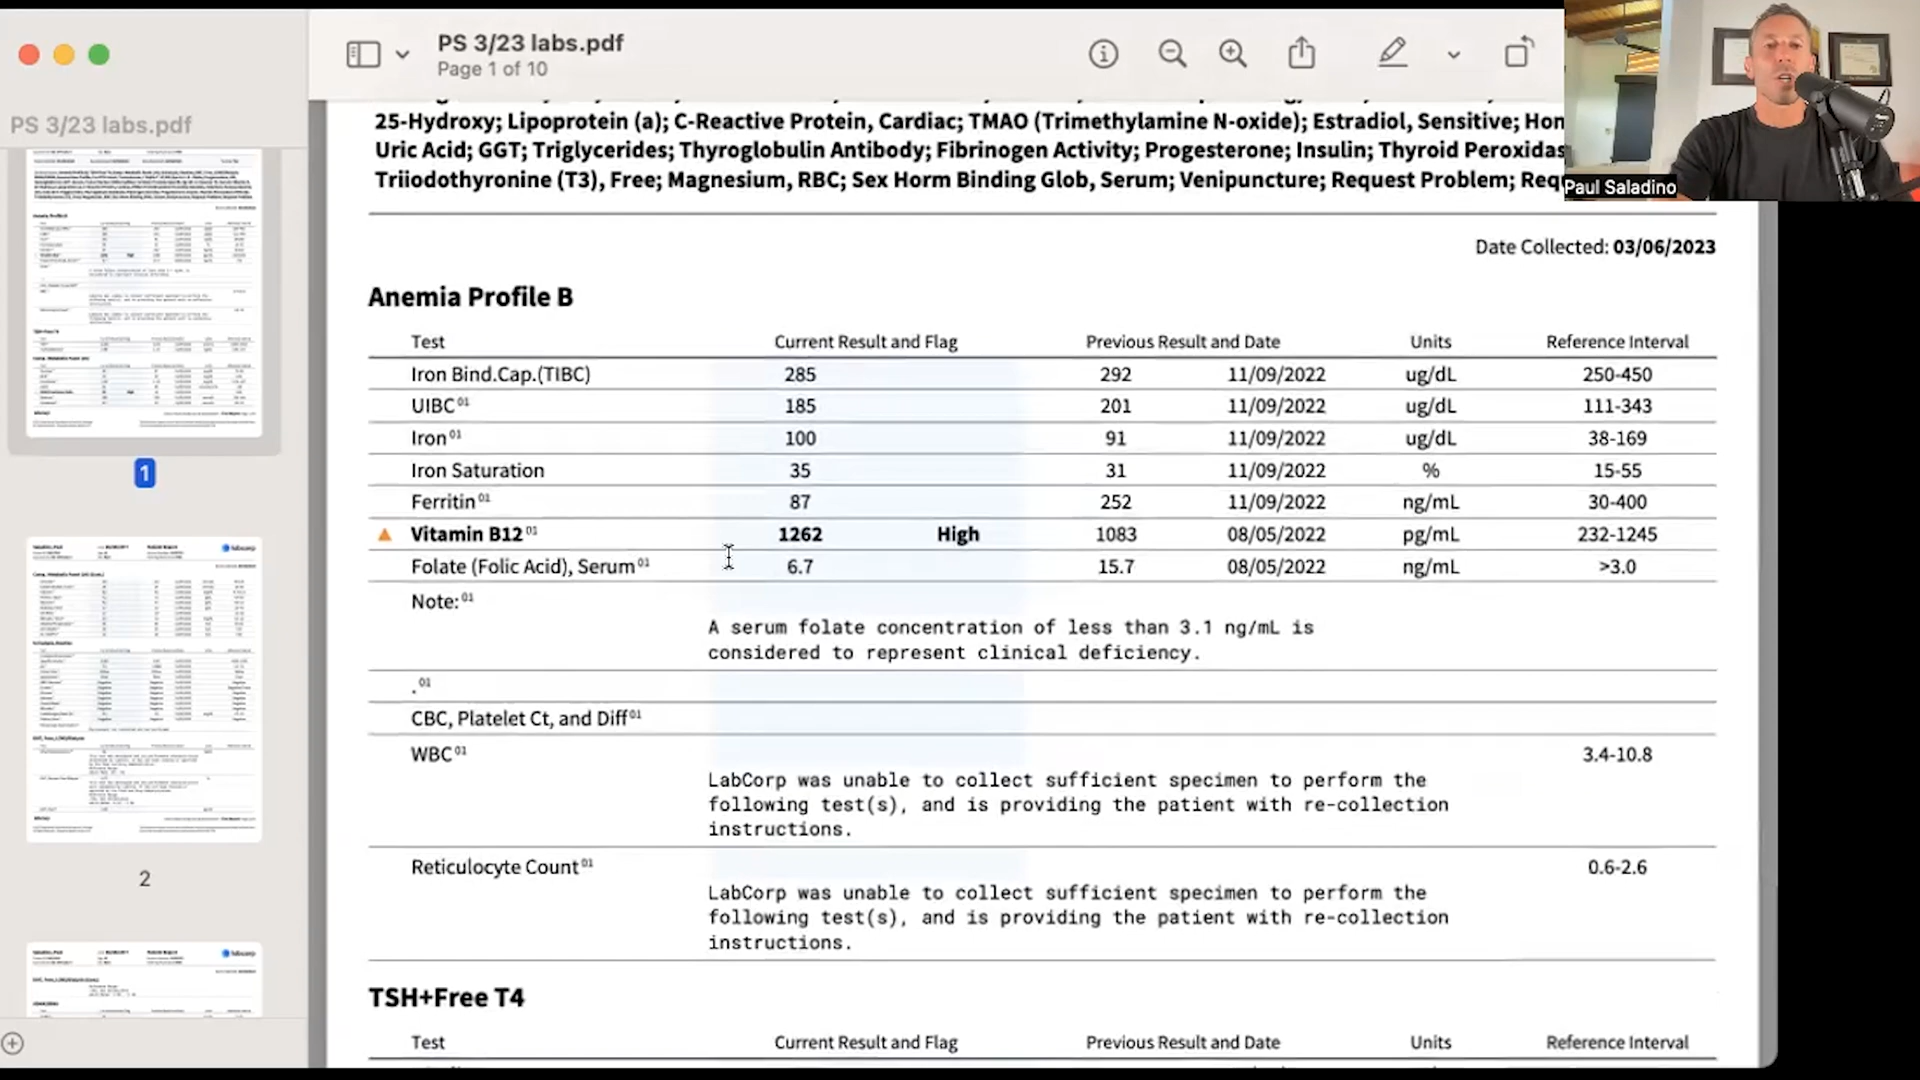 PS 3/23 labs.pdf
Page 1 of 10
PS 3/23 labs.pdf
1
2
25-Hydroxy; Lipoprotein (a); C-Reactive Protein, Cardiac; TMAO (Trimethylamine N-oxide); Estradiol, Sensitive; Hon
Uric Acid; GGT; Triglycerides; Thyroglobulin Antibody; Fibrinogen Activity; Progesterone; Insulin; Thyroid Peroxidas
Triiodothyronine (T3), Free; Magnesium, RBC; Sex Horm Binding Glob, Serum; Venipuncture; Request Problem; Req
Paul Saladino
Date Collected: 03/06/2023
Anemia Profile B
Test Current Result and Flag Previous Result and Date Units Reference Interval
Iron Bind.Cap.(TIBC) 285 292 11/09/2022 ug/dL 250-450
UIBC 01 185 201 11/09/2022 ug/dL 111-343
Iron 01 100 91 11/09/2022 ug/dL 38-169
Iron Saturation 35 31 11/09/2022 % 15-55
Ferritin 01 87 252 11/09/2022 ng/mL 30-400
Vitamin B12 01 1262 High 1083 08/05/2022 pg/mL 232-1245
Folate (Folic Acid), Serum 01 6.7 15.7 08/05/2022 ng/mL >3.0
Note: 01
A serum folate concentration of less than 3.1 ng/mL is
considered to represent clinical deficiency.
. 01
CBC, Platelet Ct, and Diff 01
WBC 01 3.4-10.8
LabCorp was unable to collect sufficient specimen to perform the
following test(s), and is providing the patient with re-collection
instructions.
Reticulocyte Count 01 0.6-2.6
LabCorp was unable to collect sufficient specimen to perform the
following test(s), and is providing the patient with re-collection
instructions.
TSH+Free T4
Test Current Result and Flag Previous Result and Date Units Reference Interval